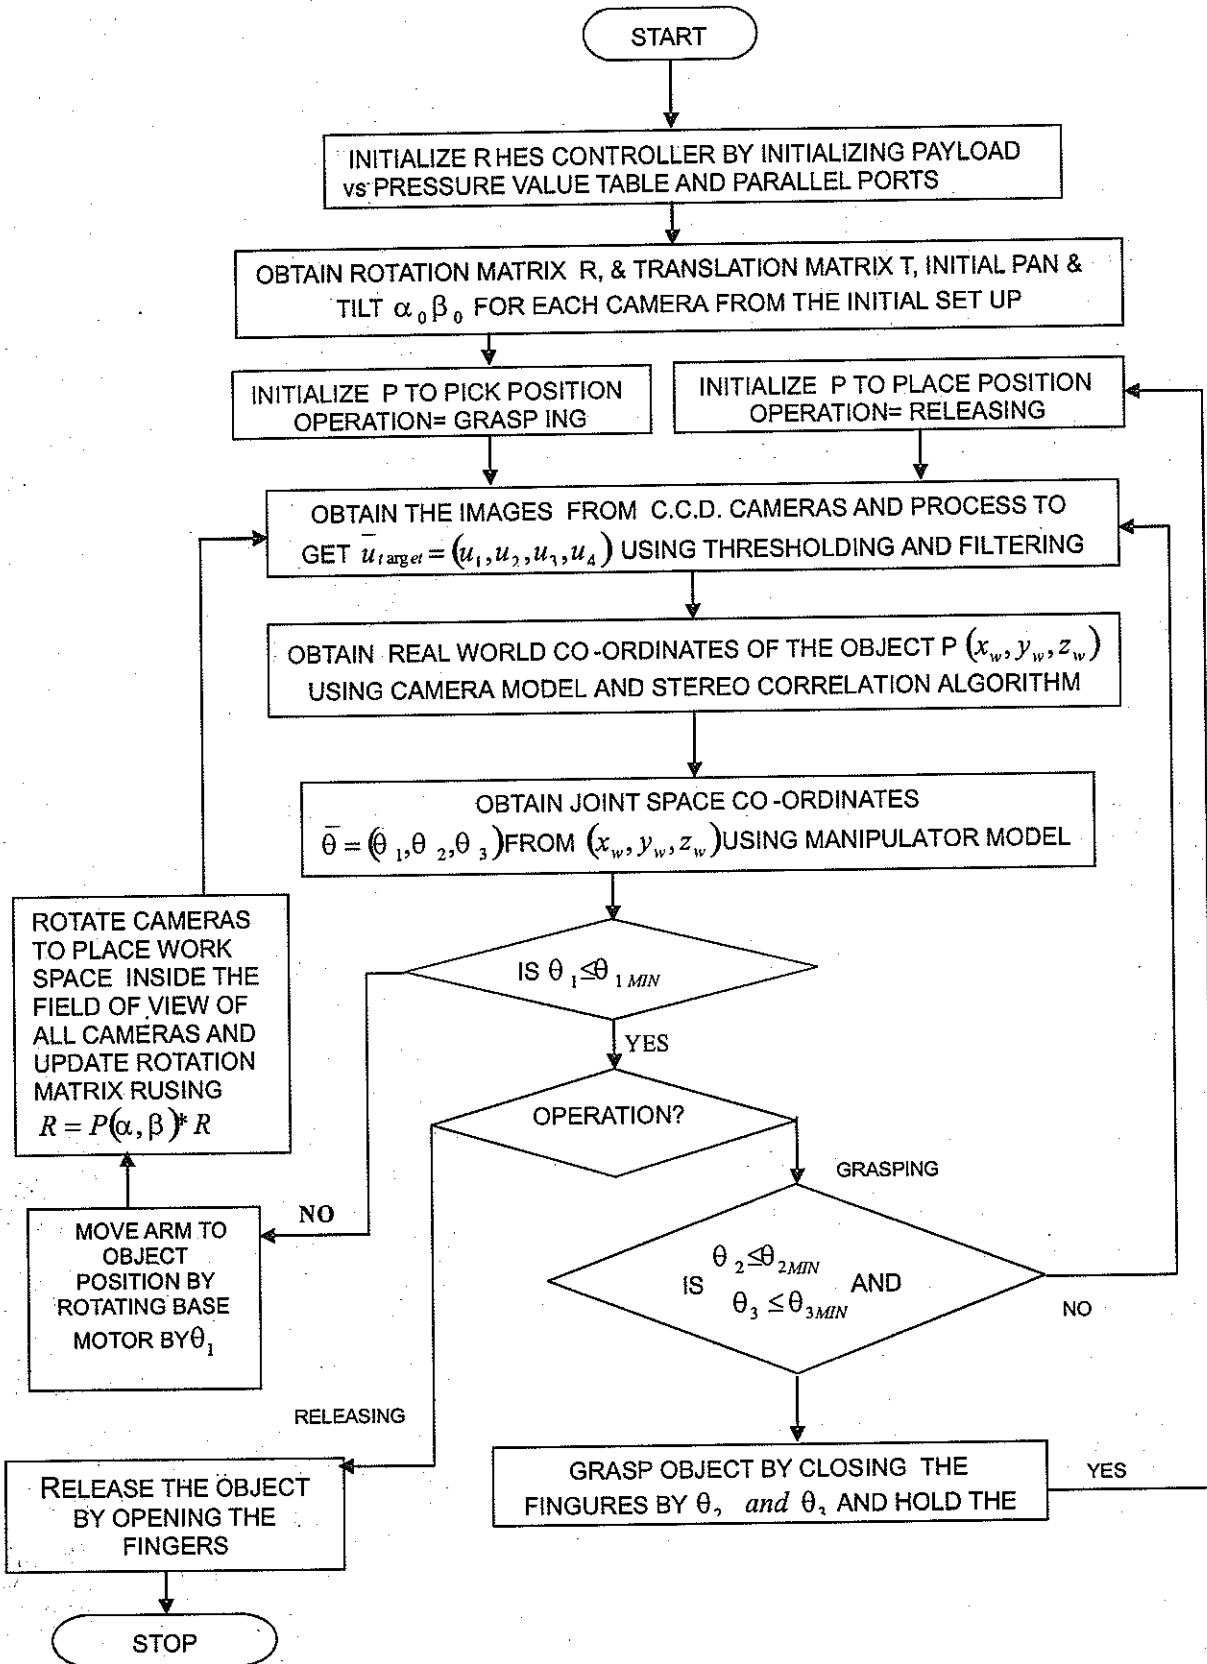 START
INITIALIZE RHES CONTROLLER BY INITIALIZING PAYLOAD
vs PRESSURE VALUE TABLE AND PARALLEL PORTS
OBTAIN ROTATION MATRIX R, & TRANSLATION MATRIX T, INITIAL PAN &
TILT α₀β₀ FOR EACH CAMERA FROM THE INITIAL SET UP
INITIALIZE P TO PICK POSITION
OPERATION= GRASP ING
INITIALIZE P TO PLACE POSITION
OPERATION= RELEASING
OBTAIN THE IMAGES FROM C.C.D. CAMERAS AND PROCESS TO
GET u̅_target = (u₁,u₂,u₃,u₄) USING THRESHOLDING AND FILTERING
OBTAIN REAL WORLD CO-ORDINATES OF THE OBJECT P (x_w, y_w, z_w)
USING CAMERA MODEL AND STEREO CORRELATION ALGORITHM
OBTAIN JOINT SPACE CO-ORDINATES
θ̅ = (θ₁,θ₂,θ₃)FROM (x_w, y_w, z_w)USING MANIPULATOR MODEL
ROTATE CAMERAS
TO PLACE WORK
SPACE INSIDE THE
FIELD OF VIEW OF
ALL CAMERAS AND
UPDATE ROTATION
MATRIX RUSING
R = P(α, β)* R
IS θ₁≤θ₁MIN
YES
OPERATION?
GRASPING
NO
MOVE ARM TO
OBJECT
POSITION BY
ROTATING BASE
MOTOR BYθ₁
IS θ₂≤θ₂MIN AND
θ₃ ≤θ₃MIN
NO
RELEASING
RELEASE THE OBJECT
BY OPENING THE
FINGERS
GRASP OBJECT BY CLOSING THE
FINGURES BY θ₂ and θ₃ AND HOLD THE
YES
STOP